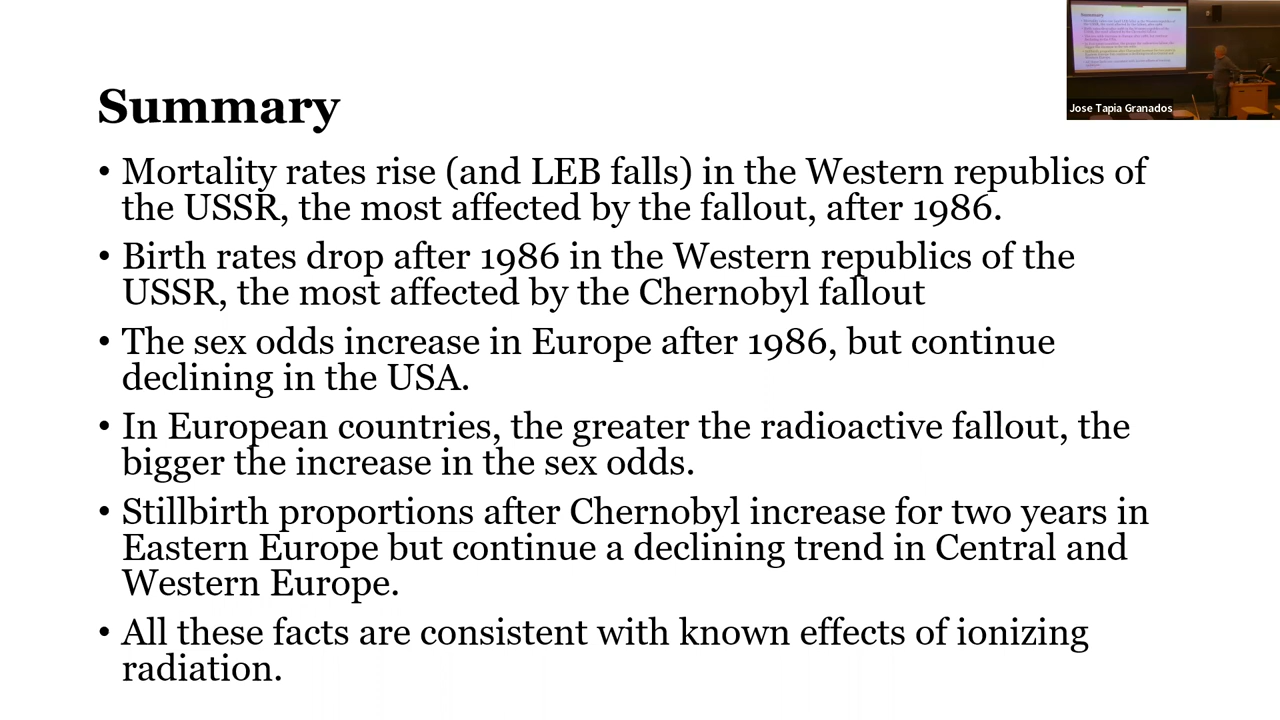 Summary
• Mortality rates rise (and LEB falls) in the Western republics of
the USSR, the most affected by the fallout, after 1986.
• Birth rates drop after 1986 in the Western republics of the
USSR, the most affected by the Chernobyl fallout
• The sex odds increase in Europe after 1986, but continue
declining in the USA.
• In European countries, the greater the radioactive fallout, the
bigger the increase in the sex odds.
• Stillbirth proportions after Chernobyl increase for two years in
Eastern Europe but continue a declining trend in Central and
Western Europe.
• All these facts are consistent with known effects of ionizing
radiation.
Summary
Jose Tapia Granados